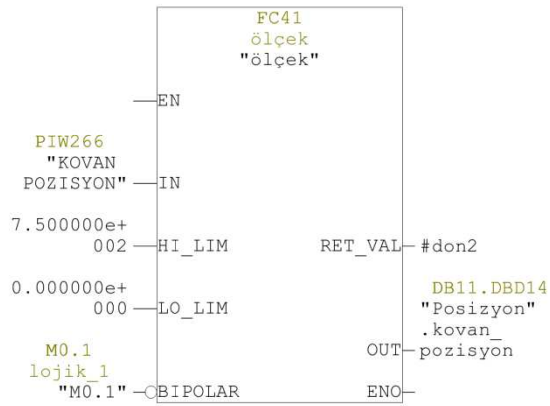 FC41
ölçek
"ölçek"
EN
PIW266
"KOVAN
POZISYON"
IN
7.500000e+
002
HI_LIM
RET_VAL
#don2
0.000000e+
000
LO_LIM
DB11.DBD14
"Posizyon"
.kovan_
OUT
pozisyon
M0.1
lojik_1
"M0.1"
BIPOLAR
ENO